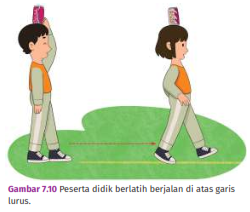 Gambar 7.10 Peserta didik berlatih berjalan di atas garis
lurus.